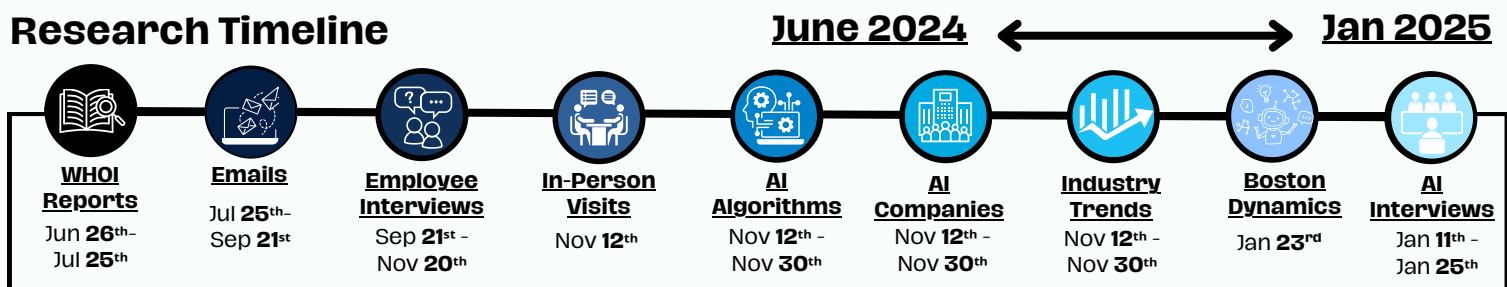 Research Timeline
June 2024
Jan 2025
WHOI
Reports
Jun 26th-
Jul 25th
Emails
Jul 25th-
Sep 21st
Employee
Interviews
Sep 21st -
Nov 20th
In-Person
Visits
Nov 12th
AI
Algorithms
Nov 12th -
Nov 30th
AI
Companies
Nov 12th -
Nov 30th
Industry
Trends
Nov 12th -
Nov 30th
Boston
Dynamics
Jan 23rd
AI
Interviews
Jan 11th -
Jan 25th